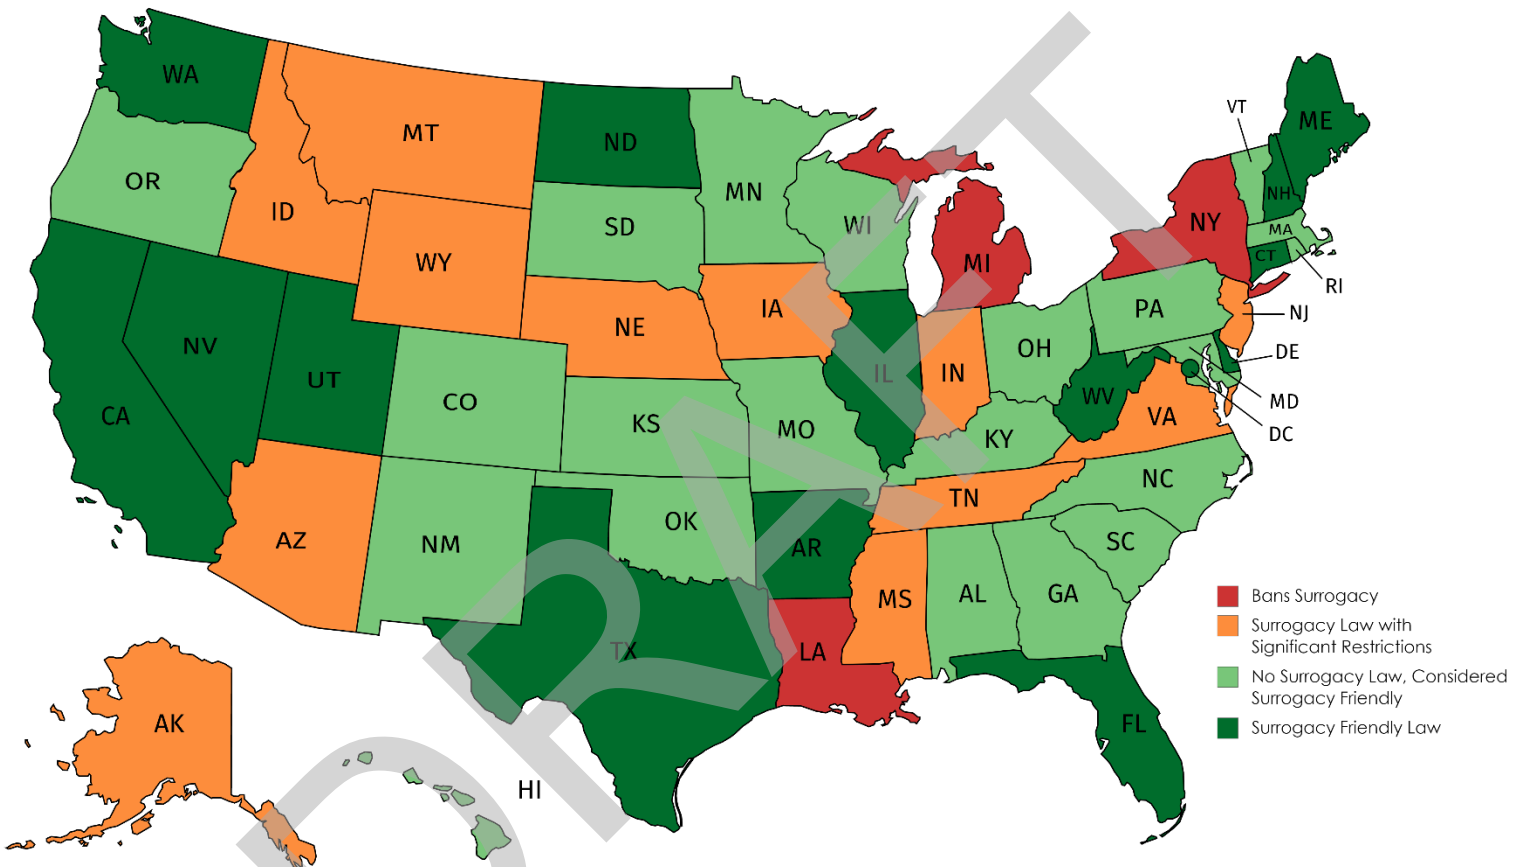 WA
MT
ND
MN
OR
ID
SD
WI
WY
MI
NY
VT
ME
NH
MA
CT
RI
NV
UT
CA
CO
NE
IA
IL
IN
OH
PA
NJ
DE
MD
DC
WV
VA
KS
MO
KY
NC
TN
AZ
NM
OK
AR
SC
MS
AL
GA
TX
LA
FL
AK
HI
Bans Surrogacy
Surrogacy Law with
Significant Restrictions
No Surrogacy Law, Considered
Surrogacy Friendly
Surrogacy Friendly Law
DRAFT